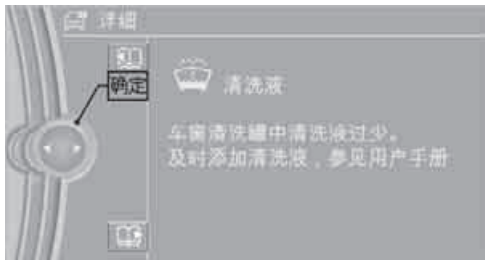 详细
确定
清洗液
车窗清洗罐中清洗液过少。
及时添加清洗液，参见用户手册